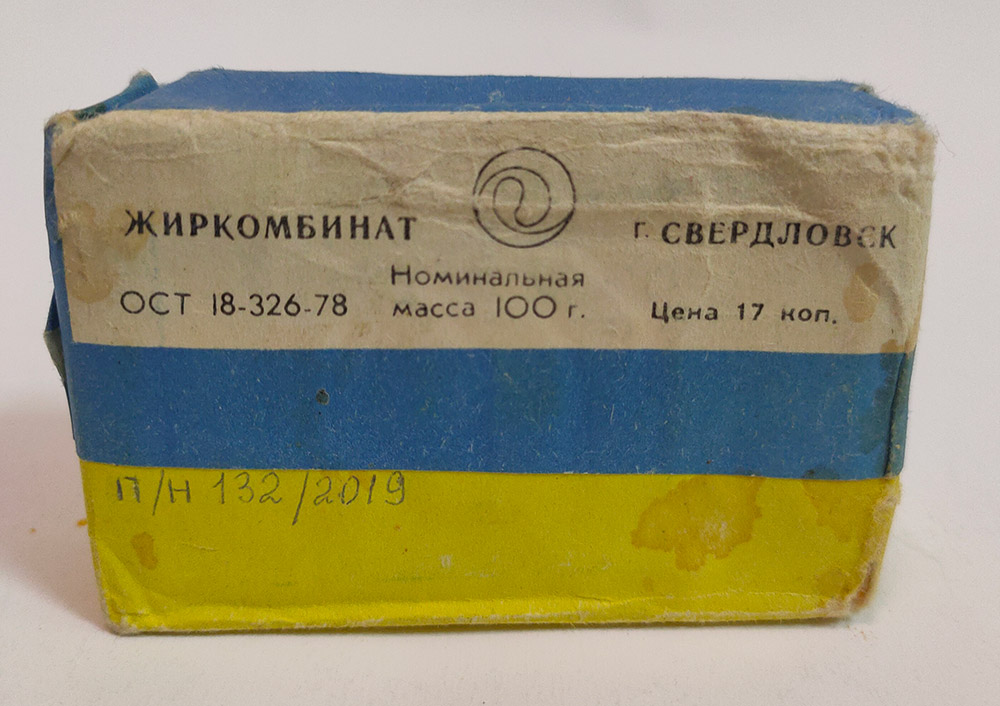 ЖИРКОМБИНАТ г. СВЕРДЛОВСК
Номинальная
ОСТ 18-326-78 масса 100 г. Цена 17 коп.
П/Н 132/2019